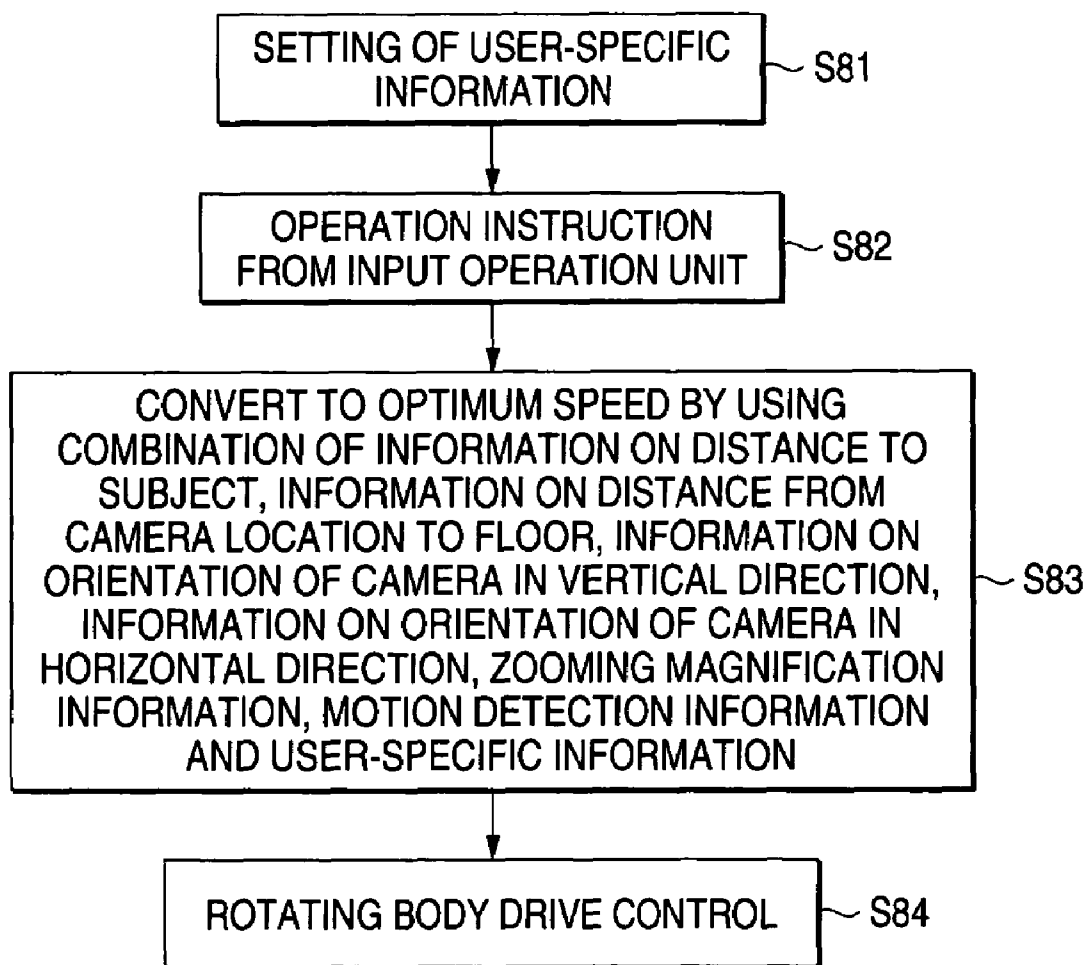 SETTING OF USER-SPECIFIC
INFORMATION
S81
OPERATION INSTRUCTION
FROM INPUT OPERATION UNIT
S82
CONVERT TO OPTIMUM SPEED BY USING
COMBINATION OF INFORMATION ON DISTANCE TO
SUBJECT, INFORMATION ON DISTANCE FROM
CAMERA LOCATION TO FLOOR, INFORMATION ON
ORIENTATION OF CAMERA IN VERTICAL DIRECTION,
INFORMATION ON ORIENTATION OF CAMERA IN
HORIZONTAL DIRECTION, ZOOMING MAGNIFICATION
INFORMATION, MOTION DETECTION INFORMATION
AND USER-SPECIFIC INFORMATION
S83
ROTATING BODY DRIVE CONTROL
S84